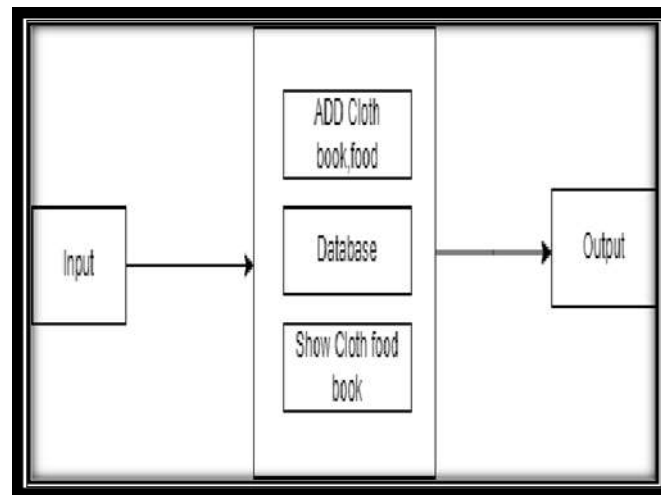 ADD Cloth
book,food
Input
Database
Output
Show Cloth food
book